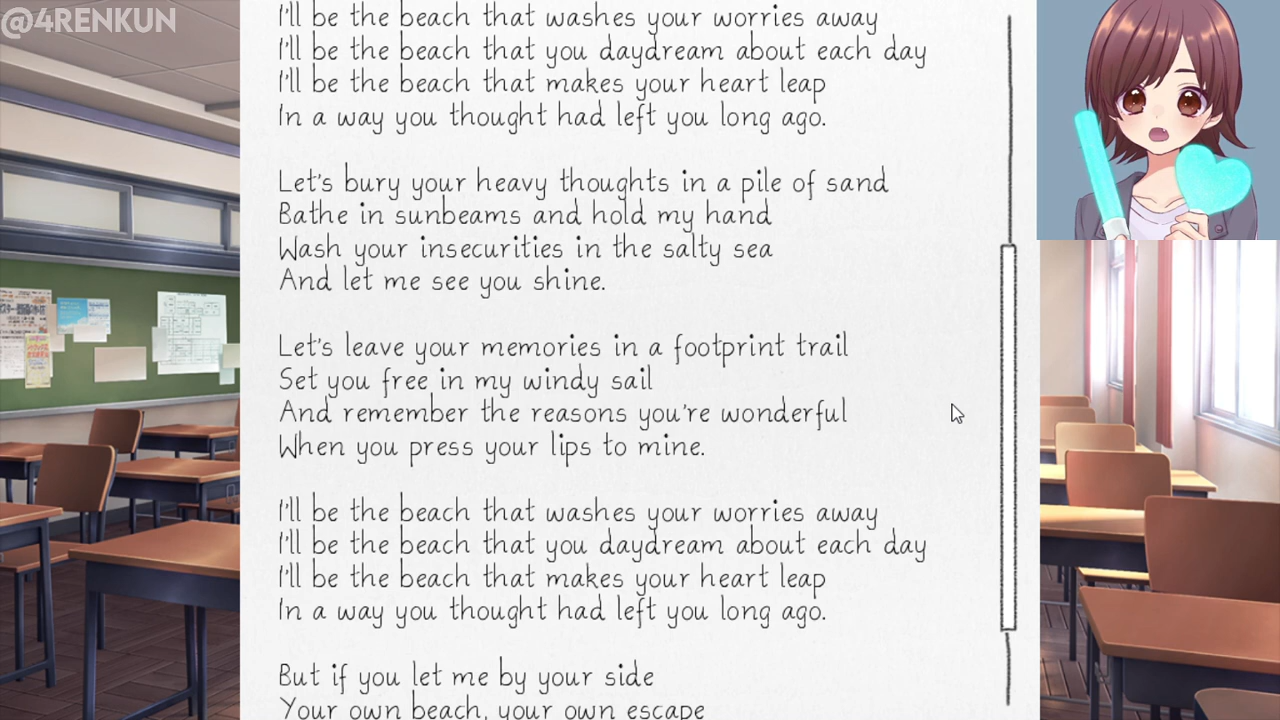 @4RENKUN
I'll be the beach that washes your worries away
I'll be the beach that you daydream about each day
I'll be the beach that makes your heart leap
In a way you thought had left you long ago.
Let's bury your heavy thoughts in a pile of sand
Bathe in sunbeams and hold my hand
Wash your insecurities in the salty sea
And let me see you shine.
Let's leave your memories in a footprint trail
Set you free in my windy sail
And remember the reasons you're wonderful
When you press your lips to mine.
I'll be the beach that washes your worries away
I'll be the beach that you daydream about each day
I'll be the beach that makes your heart leap
In a way you thought had left you long ago.
But if you let me by your side
Your own beach, your own escape